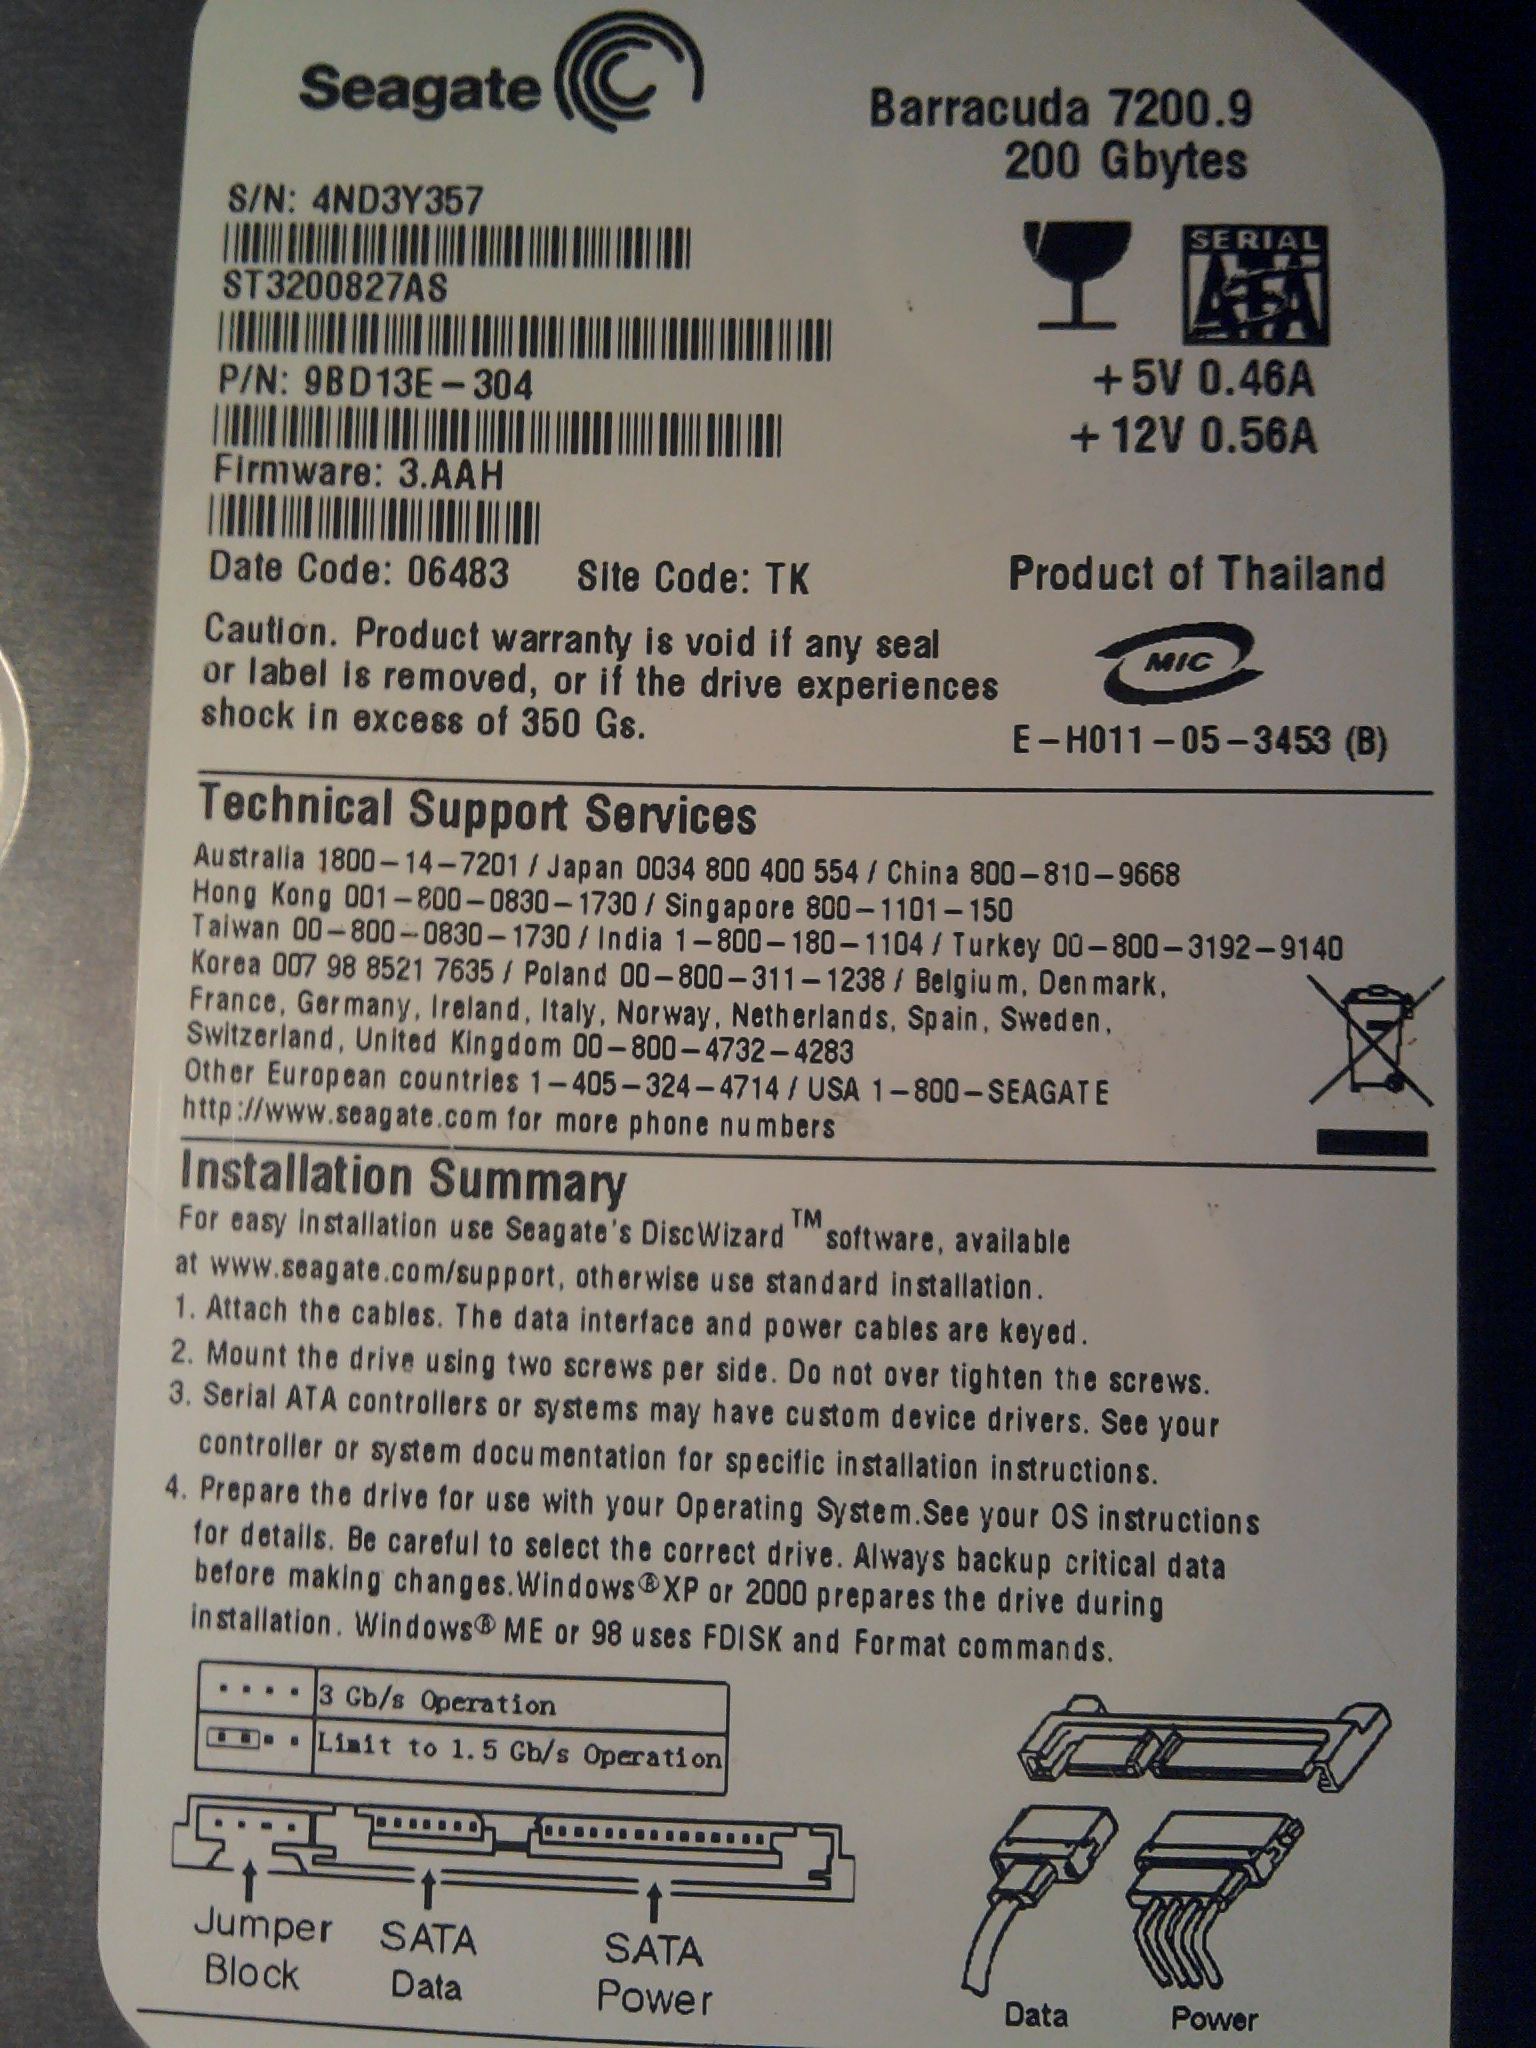 Seagate
Barracuda 7200.9
200 Gbytes
S/N: 4ND3Y357
ST3200827AS
P/N: 9BD13E-304
Firmware: 3.AAH
Date Code: 06483 Site Code: TK
SERIAL
ATA
+5V 0.46A
+12V 0.56A
Product of Thailand
MIC
E-H011-05-3453 (B)
Caution. Product warranty is void if any seal
or label is removed, or if the drive experiences
shock in excess of 350 Gs.
Technical Support Services
Australia 1800-14-7201 / Japan 0034 800 400 554 / China 800-810-9668
Hong Kong 001-800-0830-1730 / Singapore 800-1101-150
Taiwan 00-800-0830-1730 / India 1-800-180-1104 / Turkey 00-800-3192-9140
Korea 007 98 8521 7635 / Poland 00-800-311-1238 / Belgium, Denmark,
France, Germany, Ireland, Italy, Norway, Netherlands, Spain, Sweden,
Switzerland, United Kingdom 00-800-4732-4283
Other European countries 1-405-324-4714 / USA 1-800-SEAGATE
http://www.seagate.com for more phone numbers
Installation Summary
For easy installation use Seagate's DiscWizard™ software, available
at www.seagate.com/support, otherwise use standard installation.
1. Attach the cables. The data interface and power cables are keyed.
2. Mount the drive using two screws per side. Do not over tighten the screws.
3. Serial ATA controllers or systems may have custom device drivers. See your
controller or system documentation for specific installation instructions.
4. Prepare the drive for use with your Operating System.See your OS instructions
for details. Be careful to select the correct drive. Always backup critical data
before making changes.Windows®XP or 2000 prepares the drive during
installation. Windows® ME or 98 uses FDISK and Format commands.
3 Gb/s Operation
Limit to 1.5 Gb/s Operation
Jumper
Block
SATA
Data
SATA
Power
Data
Power